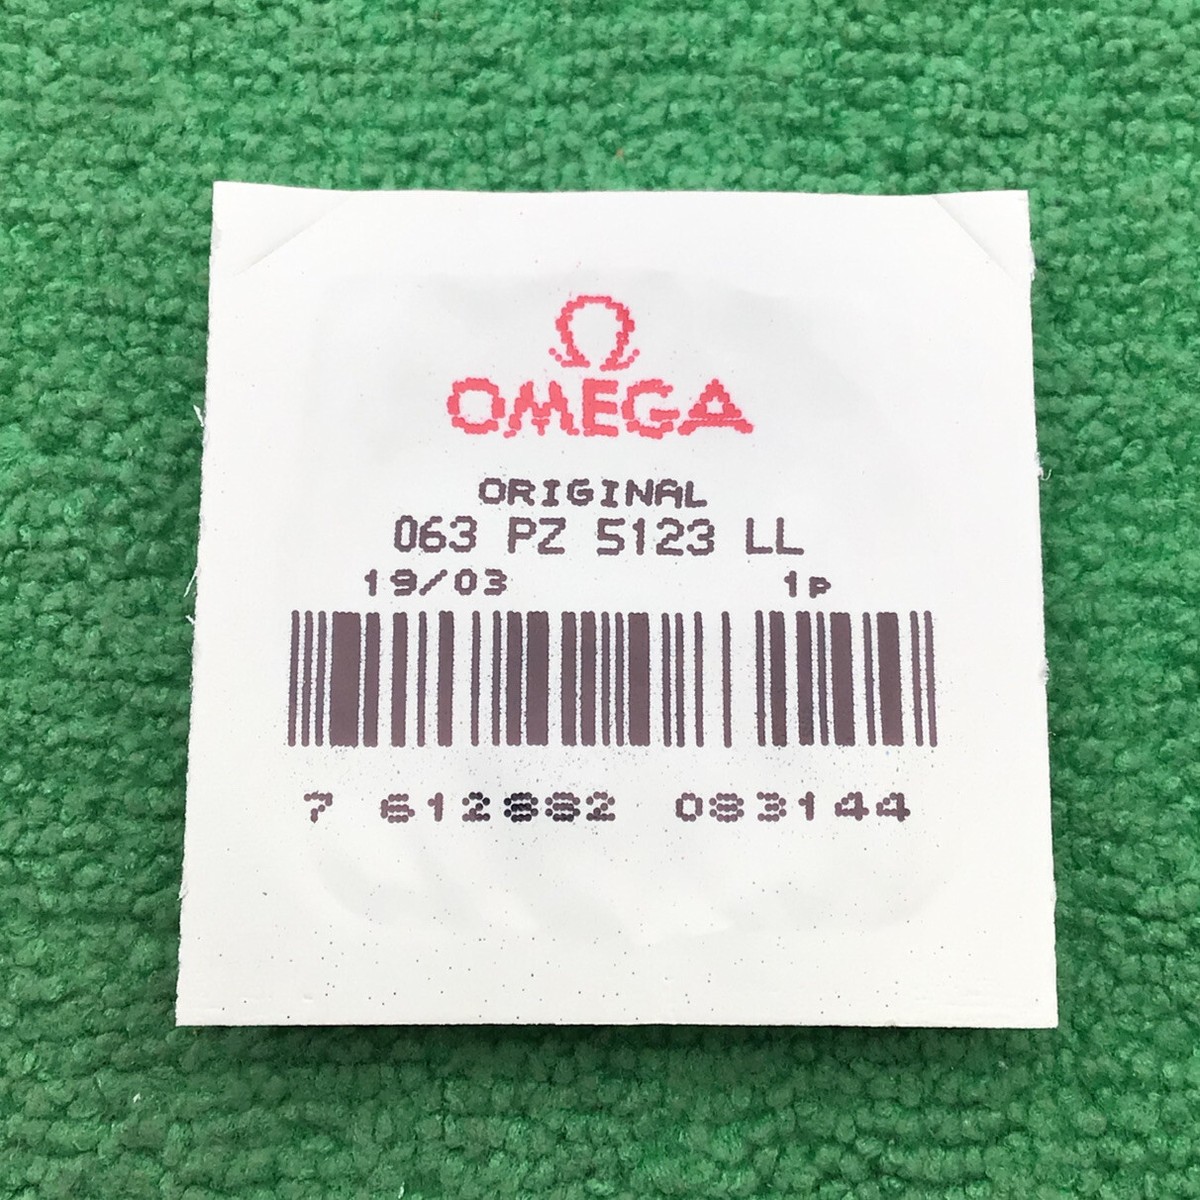 Ω
OMEGA
ORIGINAL
063 PZ 5123 LL
19/03 1P
7 612882 083144